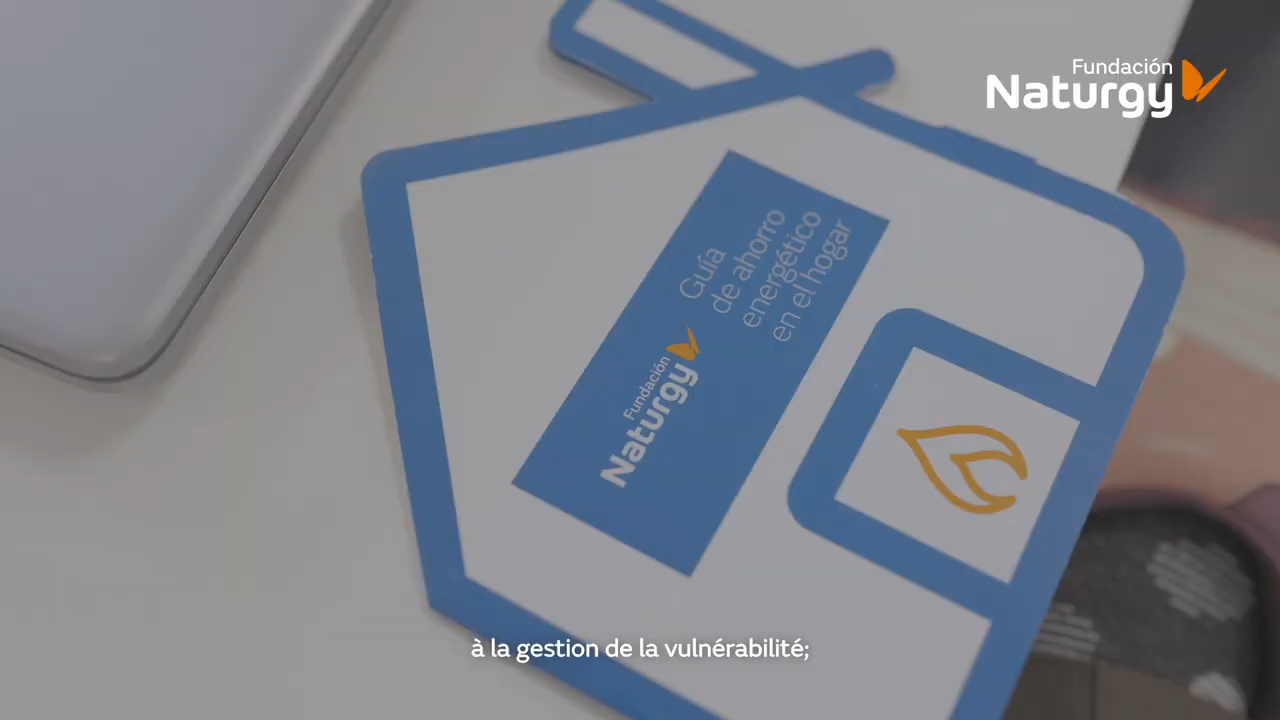 Fundación
Naturgy
Guía
de ahorro
energético
en el hogar
Fundación
Naturgy
à la gestion de la vulnérabilité;